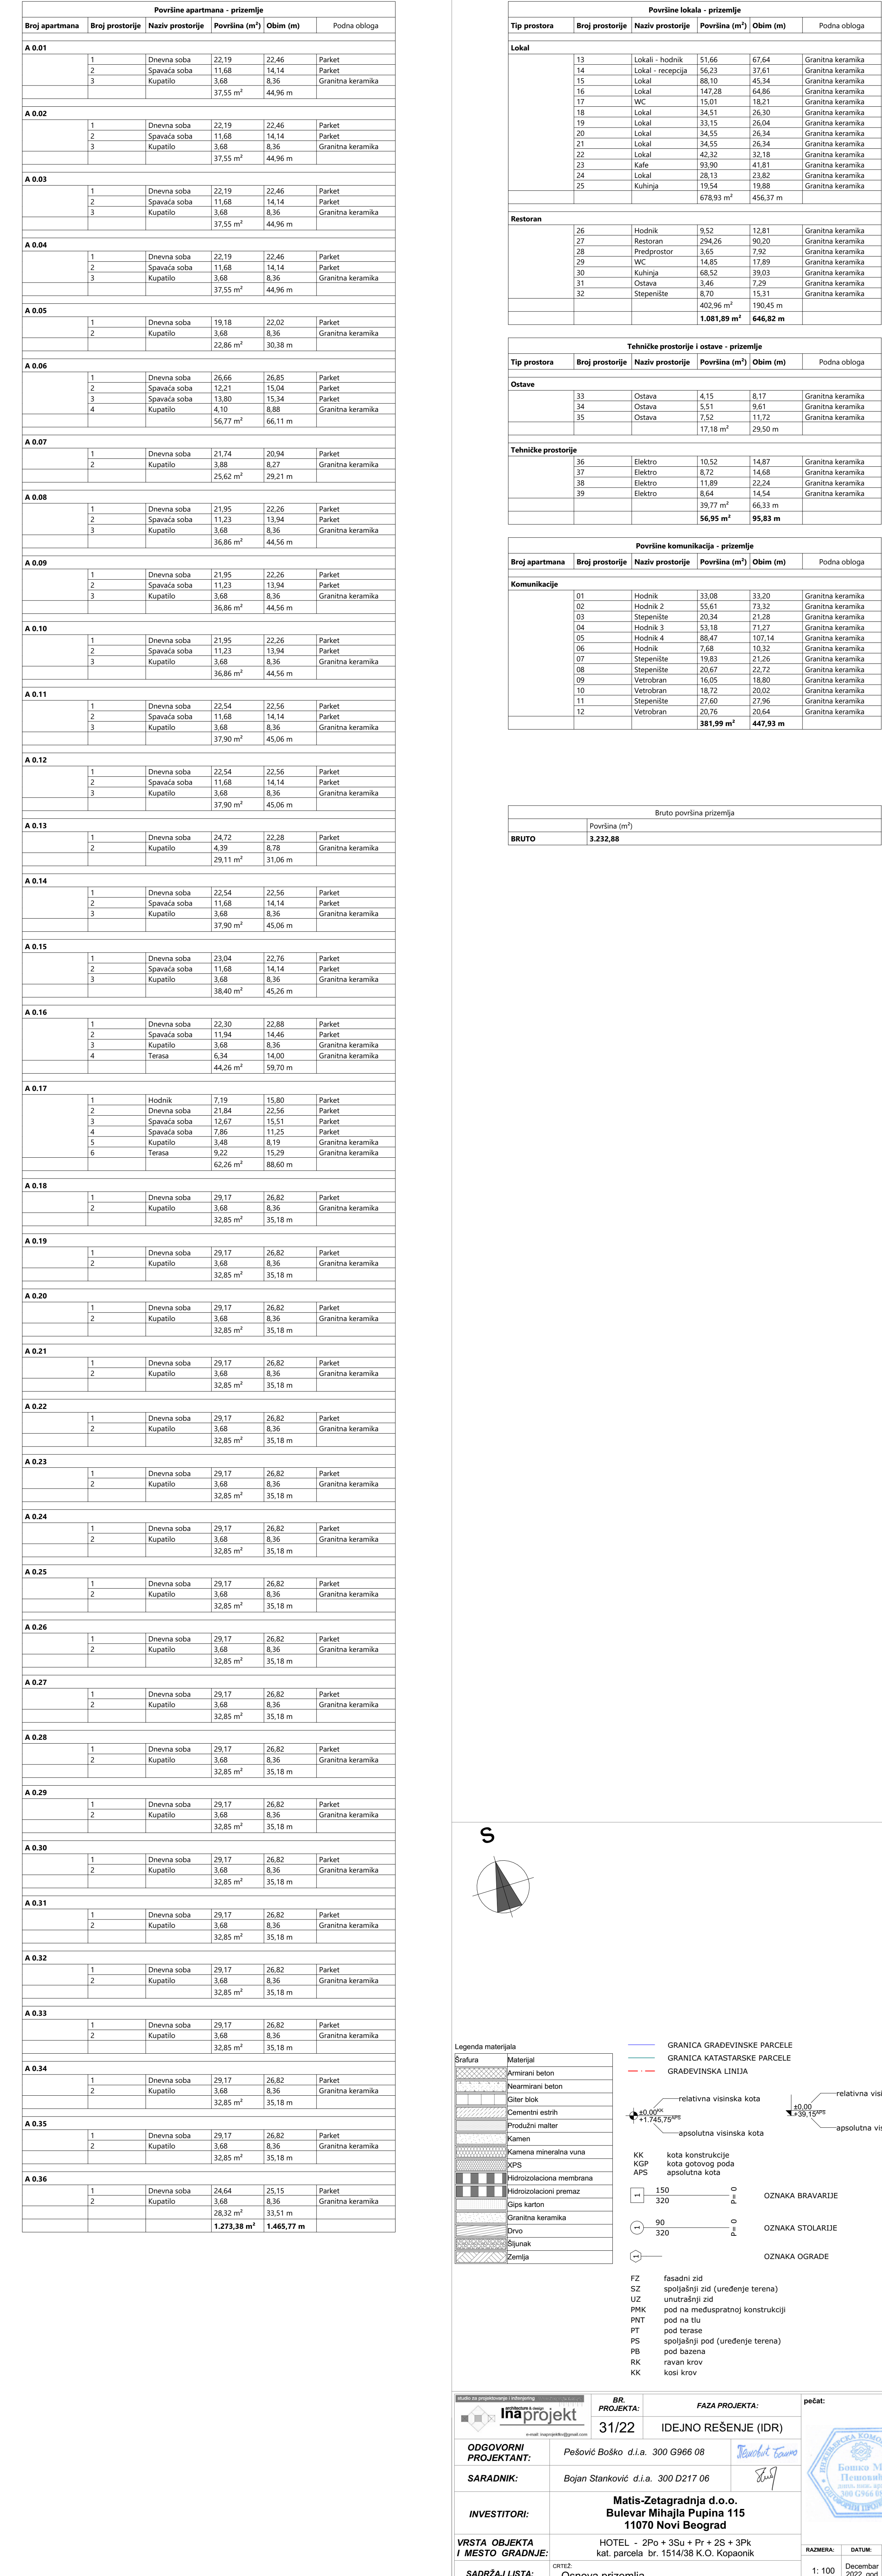 Površine apartmana - prizemlje
Broj apartmana Broj prostorije Naziv prostorije Površina (m²) Obim (m) Podna obloga
A 0.01
1 Dnevna soba 22,19 22,46 Parket
2 Spavaća soba 11,68 14,14 Parket
3 Kupatilo 3,68 8,36 Granitna keramika
37,55 m² 44,96 m
A 0.02
1 Dnevna soba 22,19 22,46 Parket
2 Spavaća soba 11,68 14,14 Parket
3 Kupatilo 3,68 8,36 Granitna keramika
37,55 m² 44,96 m
A 0.03
1 Dnevna soba 22,19 22,46 Parket
2 Spavaća soba 11,68 14,14 Parket
3 Kupatilo 3,68 8,36 Granitna keramika
37,55 m² 44,96 m
A 0.04
1 Dnevna soba 22,19 22,46 Parket
2 Spavaća soba 11,68 14,14 Parket
3 Kupatilo 3,68 8,36 Granitna keramika
37,55 m² 44,96 m
A 0.05
1 Dnevna soba 19,18 22,02 Parket
2 Kupatilo 3,68 8,36 Granitna keramika
22,86 m² 30,38 m
A 0.06
1 Dnevna soba 26,66 26,85 Parket
2 Spavaća soba 12,21 15,04 Parket
3 Spavaća soba 13,80 15,34 Parket
4 Kupatilo 4,10 8,88 Granitna keramika
56,77 m² 66,11 m
A 0.07
1 Dnevna soba 21,74 20,94 Parket
2 Kupatilo 3,88 8,27 Granitna keramika
25,62 m² 29,21 m
A 0.08
1 Dnevna soba 21,95 22,26 Parket
2 Spavaća soba 11,23 13,94 Parket
3 Kupatilo 3,68 8,36 Granitna keramika
36,86 m² 44,56 m
A 0.09
1 Dnevna soba 21,95 22,26 Parket
2 Spavaća soba 11,23 13,94 Parket
3 Kupatilo 3,68 8,36 Granitna keramika
36,86 m² 44,56 m
A 0.10
1 Dnevna soba 21,95 22,26 Parket
2 Spavaća soba 11,23 13,94 Parket
3 Kupatilo 3,68 8,36 Granitna keramika
36,86 m² 44,56 m
A 0.11
1 Dnevna soba 22,54 22,56 Parket
2 Spavaća soba 11,68 14,14 Parket
3 Kupatilo 3,68 8,36 Granitna keramika
37,90 m² 45,06 m
A 0.12
1 Dnevna soba 22,54 22,56 Parket
2 Spavaća soba 11,68 14,14 Parket
3 Kupatilo 3,68 8,36 Granitna keramika
37,90 m² 45,06 m
A 0.13
1 Dnevna soba 24,72 22,28 Parket
2 Kupatilo 4,39 8,78 Granitna keramika
29,11 m² 31,06 m
A 0.14
1 Dnevna soba 22,54 22,56 Parket
2 Spavaća soba 11,68 14,14 Parket
3 Kupatilo 3,68 8,36 Granitna keramika
37,90 m² 45,06 m
A 0.15
1 Dnevna soba 23,04 22,76 Parket
2 Spavaća soba 11,68 14,14 Parket
3 Kupatilo 3,68 8,36 Granitna keramika
38,40 m² 45,26 m
A 0.16
1 Dnevna soba 22,30 22,88 Parket
2 Spavaća soba 11,94 14,46 Parket
3 Kupatilo 3,68 8,36 Granitna keramika
4 Terasa 6,34 14,00 Granitna keramika
44,26 m² 59,70 m
A 0.17
1 Hodnik 7,19 15,80 Parket
2 Dnevna soba 21,84 22,56 Parket
3 Spavaća soba 12,67 15,51 Parket
4 Spavaća soba 7,86 11,25 Parket
5 Kupatilo 3,48 8,19 Granitna keramika
6 Terasa 9,22 15,29 Granitna keramika
62,26 m² 88,60 m
A 0.18
1 Dnevna soba 29,17 26,82 Parket
2 Kupatilo 3,68 8,36 Granitna keramika
32,85 m² 35,18 m
A 0.19
1 Dnevna soba 29,17 26,82 Parket
2 Kupatilo 3,68 8,36 Granitna keramika
32,85 m² 35,18 m
A 0.20
1 Dnevna soba 29,17 26,82 Parket
2 Kupatilo 3,68 8,36 Granitna keramika
32,85 m² 35,18 m
A 0.21
1 Dnevna soba 29,17 26,82 Parket
2 Kupatilo 3,68 8,36 Granitna keramika
32,85 m² 35,18 m
A 0.22
1 Dnevna soba 29,17 26,82 Parket
2 Kupatilo 3,68 8,36 Granitna keramika
32,85 m² 35,18 m
A 0.23
1 Dnevna soba 29,17 26,82 Parket
2 Kupatilo 3,68 8,36 Granitna keramika
32,85 m² 35,18 m
A 0.24
1 Dnevna soba 29,17 26,82 Parket
2 Kupatilo 3,68 8,36 Granitna keramika
32,85 m² 35,18 m
A 0.25
1 Dnevna soba 29,17 26,82 Parket
2 Kupatilo 3,68 8,36 Granitna keramika
32,85 m² 35,18 m
A 0.26
1 Dnevna soba 29,17 26,82 Parket
2 Kupatilo 3,68 8,36 Granitna keramika
32,85 m² 35,18 m
A 0.27
1 Dnevna soba 29,17 26,82 Parket
2 Kupatilo 3,68 8,36 Granitna keramika
32,85 m² 35,18 m
A 0.28
1 Dnevna soba 29,17 26,82 Parket
2 Kupatilo 3,68 8,36 Granitna keramika
32,85 m² 35,18 m
A 0.29
1 Dnevna soba 29,17 26,82 Parket
2 Kupatilo 3,68 8,36 Granitna keramika
32,85 m² 35,18 m
A 0.30
1 Dnevna soba 29,17 26,82 Parket
2 Kupatilo 3,68 8,36 Granitna keramika
32,85 m² 35,18 m
A 0.31
1 Dnevna soba 29,17 26,82 Parket
2 Kupatilo 3,68 8,36 Granitna keramika
32,85 m² 35,18 m
A 0.32
1 Dnevna soba 29,17 26,82 Parket
2 Kupatilo 3,68 8,36 Granitna keramika
32,85 m² 35,18 m
A 0.33
1 Dnevna soba 29,17 26,82 Parket
2 Kupatilo 3,68 8,36 Granitna keramika
32,85 m² 35,18 m
A 0.34
1 Dnevna soba 29,17 26,82 Parket
2 Kupatilo 3,68 8,36 Granitna keramika
32,85 m² 35,18 m
A 0.35
1 Dnevna soba 29,17 26,82 Parket
2 Kupatilo 3,68 8,36 Granitna keramika
32,85 m² 35,18 m
A 0.36
1 Dnevna soba 24,64 25,15 Parket
2 Kupatilo 3,68 8,36 Granitna keramika
28,32 m² 33,51 m
1.273,38 m² 1.465,77 m
Površine lokala - prizemlje
Tip prostora Broj prostorije Naziv prostorije Površina (m²) Obim (m) Podna obloga
Lokal
13 Lokali - hodnik 51,66 67,64 Granitna keramika
14 Lokal - recepcija 56,23 37,61 Granitna keramika
15 Lokal 88,10 45,34 Granitna keramika
16 Lokal 147,28 64,86 Granitna keramika
17 WC 15,01 18,21 Granitna keramika
18 Lokal 34,51 26,30 Granitna keramika
19 Lokal 33,15 26,04 Granitna keramika
20 Lokal 34,55 26,34 Granitna keramika
21 Lokal 34,55 26,34 Granitna keramika
22 Lokal 42,32 32,18 Granitna keramika
23 Kafe 93,90 41,81 Granitna keramika
24 Lokal 28,13 23,82 Granitna keramika
25 Kuhinja 19,54 19,88 Granitna keramika
678,93 m² 456,37 m
Restoran
26 Hodnik 9,52 12,81 Granitna keramika
27 Restoran 294,26 90,20 Granitna keramika
28 Predprostor 3,65 7,92 Granitna keramika
29 WC 14,85 17,89 Granitna keramika
30 Kuhinja 68,52 39,03 Granitna keramika
31 Ostava 3,46 7,29 Granitna keramika
32 Stepenište 8,70 15,31 Granitna keramika
402,96 m² 190,45 m
1.081,89 m² 646,82 m
Tehničke prostorije i ostave - prizemlje
Tip prostora Broj prostorije Naziv prostorije Površina (m²) Obim (m) Podna obloga
Ostave
33 Ostava 4,15 8,17 Granitna keramika
34 Ostava 5,51 9,61 Granitna keramika
35 Ostava 7,52 11,72 Granitna keramika
17,18 m² 29,50 m
Tehničke prostorije
36 Elektro 10,52 14,87 Granitna keramika
37 Elektro 8,72 14,68 Granitna keramika
38 Elektro 11,89 22,24 Granitna keramika
39 Elektro 8,64 14,54 Granitna keramika
39,77 m² 66,33 m
56,95 m² 95,83 m
Površine komunikacija - prizemlje
Broj apartmana Broj prostorije Naziv prostorije Površina (m²) Obim (m) Podna obloga
Komunikacije
01 Hodnik 33,08 33,20 Granitna keramika
02 Hodnik 2 55,61 73,32 Granitna keramika
03 Stepenište 20,34 21,28 Granitna keramika
04 Hodnik 3 53,18 71,27 Granitna keramika
05 Hodnik 4 88,47 107,14 Granitna keramika
06 Hodnik 7,68 10,32 Granitna keramika
07 Stepenište 19,83 21,26 Granitna keramika
08 Stepenište 20,67 22,72 Granitna keramika
09 Vetrobran 16,05 18,80 Granitna keramika
10 Vetrobran 18,72 20,02 Granitna keramika
11 Stepenište 27,60 27,96 Granitna keramika
12 Vetrobran 20,76 20,64 Granitna keramika
381,99 m² 447,93 m
Bruto površina prizemlja
Površina (m²)
BRUTO 3.232,88
S
Legenda materijala
Šrafura Materijal
Armirani beton
Nearmirani beton
Giter blok
Cementni estrih
Produžni malter
Kamen
Kamena mineralna vuna
XPS
Hidroizolaciona membrana
Hidroizolacioni premaz
Gips karton
Granitna keramika
Drvo
Šljunak
Zemlja
GRANICA GRAĐEVINSKE PARCELE
GRANICA KATASTARSKE PARCELE
GRAĐEVINSKA LINIJA
relativna visinska kota
±0,00 KK
+1.745,75 APS
apsolutna visinska kota
relativna visi
±0,00
+39,15 APS
apsolutna vis
KK kota konstrukcije
KGP kota gotovog poda
APS apsolutna kota
1 150 320 P= 0 OZNAKA BRAVARIJE
1 90 320 P= 0 OZNAKA STOLARIJE
1 OZNAKA OGRADE
FZ fasadni zid
SZ spoljašnji zid (uređenje terena)
UZ unutrašnji zid
PMK pod na međuspratnoj konstrukciji
PNT pod na tlu
PT pod terase
PS spoljašnji pod (uređenje terena)
PB pod bazena
RK ravan krov
KK kosi krov
studio za projektovanje i inženjering
architecture & design
Inaprojekt
e-mail: inaprojektbo@gmail.com
BR. PROJEKTA: FAZA PROJEKTA: pečat:
31/22 IDEJNO REŠENJE (IDR)
ODGOVORNI PROJEKTANT: Pešović Boško d.i.a. 300 G966 08
SARADNIK: Bojan Stanković d.i.a. 300 D217 06
INVESTITORI:
Matis-Zetagradnja d.o.o.
Bulevar Mihajla Pupina 115
11070 Novi Beograd
VRSTA OBJEKTA I MESTO GRADNJE:
HOTEL - 2Po + 3Su + Pr + 2S + 3Pk
kat. parcela br. 1514/38 K.O. Kopaonik
RAZMERA: DATUM:
1: 100 Decembar
2022. god
SADRŽAJ LISTA:
CRTEŽ:
Osnova prizemlja